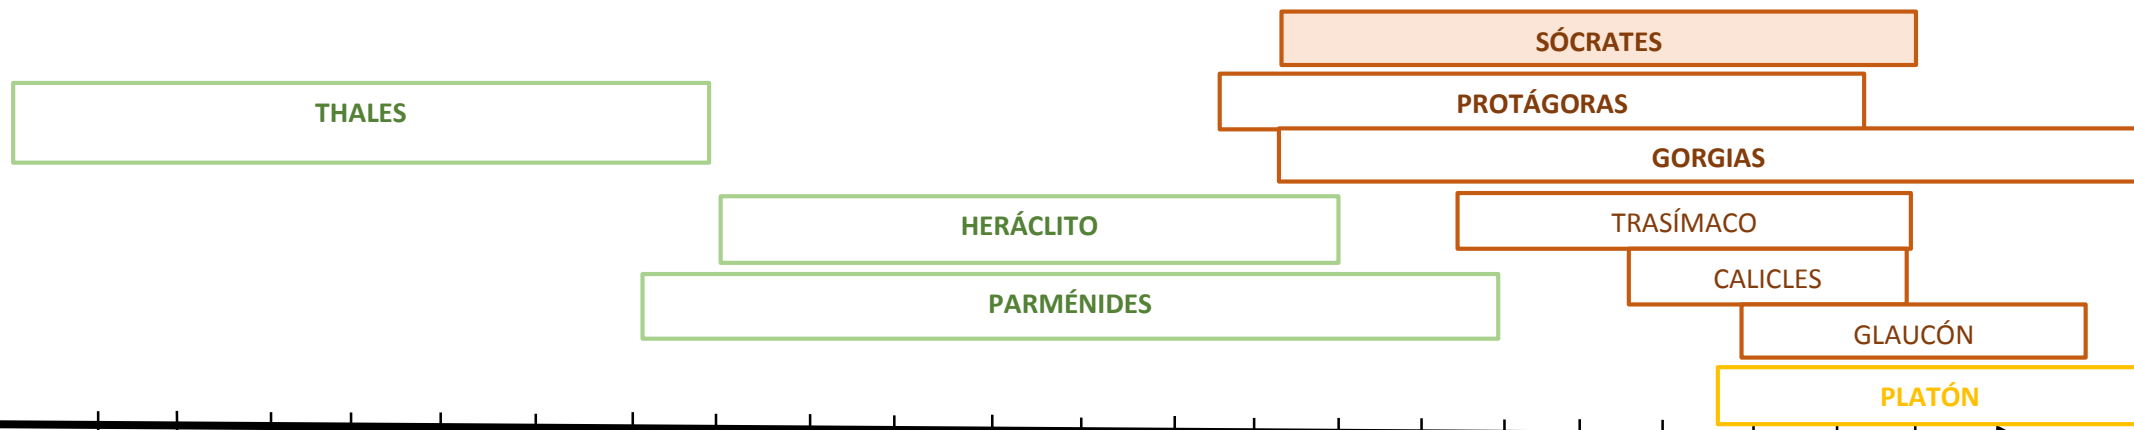 SÓCRATES
PROTÁGORAS
THALES
GORGIAS
TRASÍMACO
HERÁCLITO
CALICLES
PARMÉNIDES
GLAUCÓN
PLATÓN